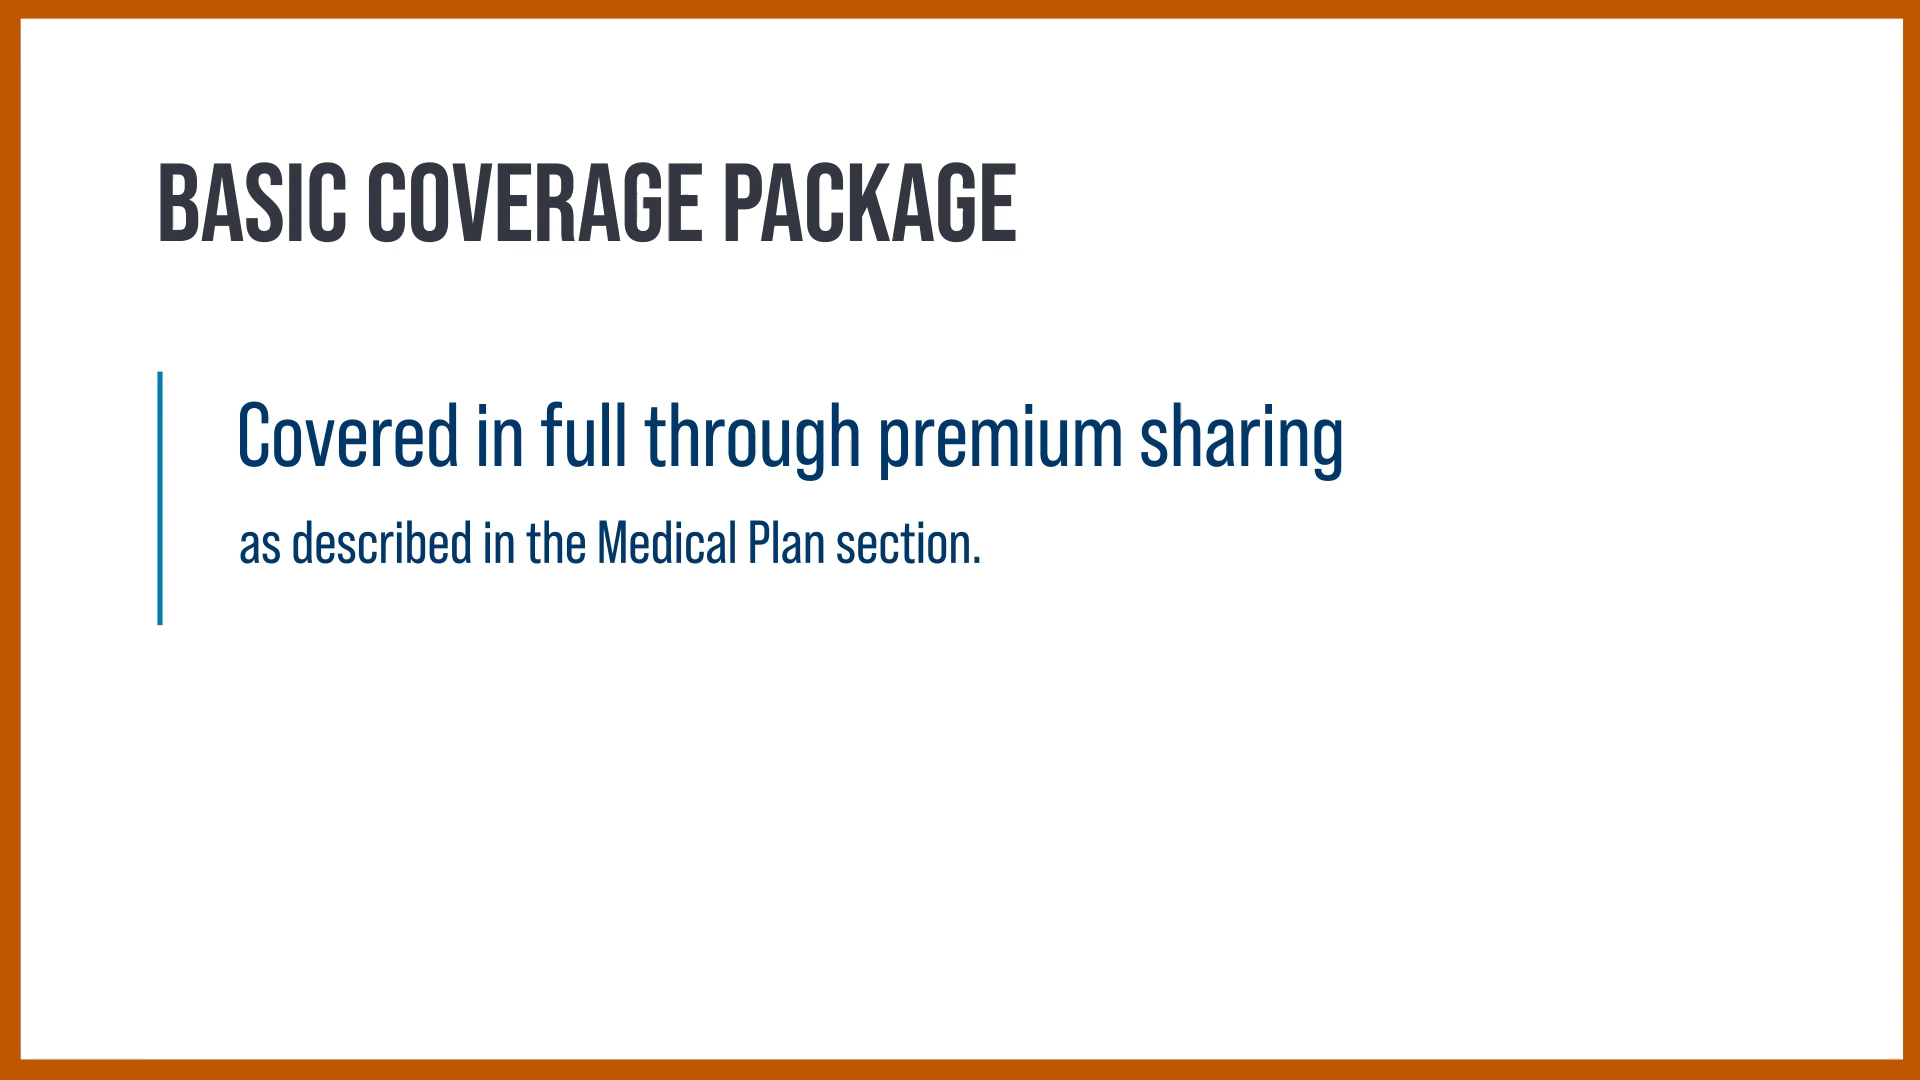 BASIC COVERAGE PACKAGE
Covered in full through premium sharing
as described in the Medical Plan section.